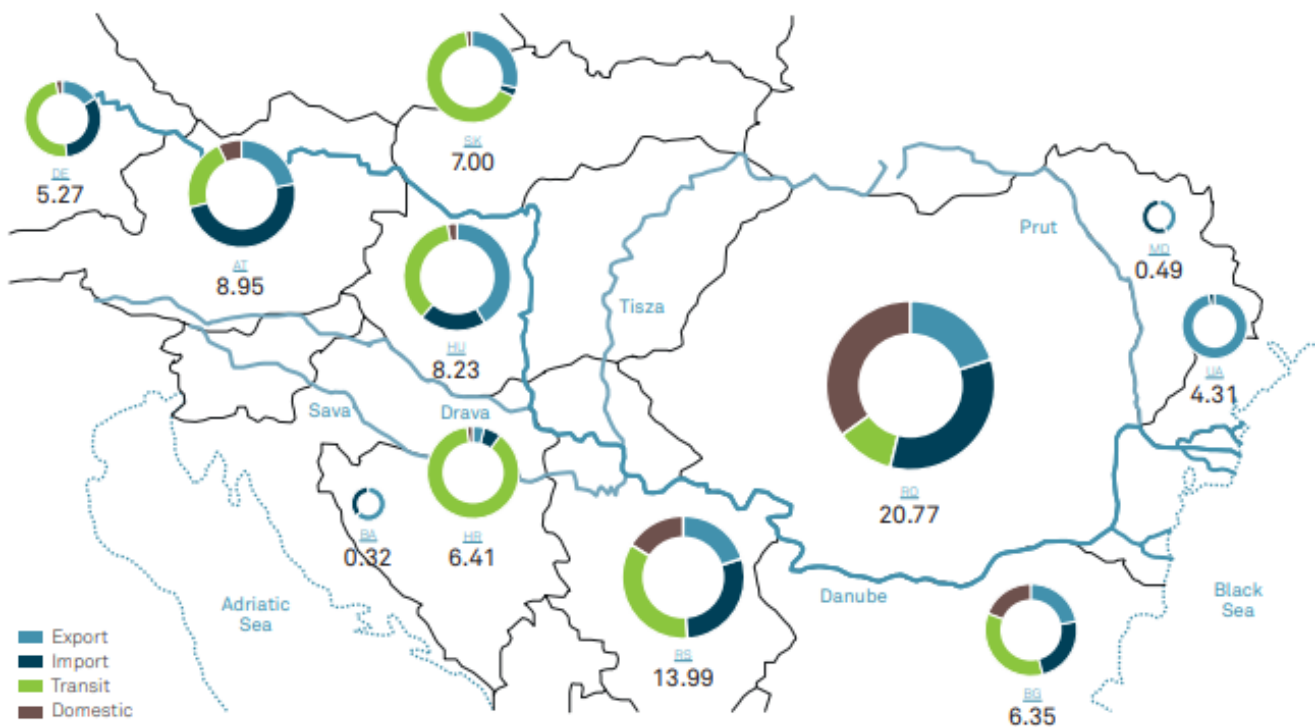 SK
7.00
DE
5.27
AT
8.95
Prut
MD
0.49
Tisza
HU
8.23
UA
4.31
Sava
Drava
RO
20.77
BA
0.32
HR
6.41
Adriatic
Sea
Danube
Black
Sea
RS
13.99
BG
6.35
Export
Import
Transit
Domestic